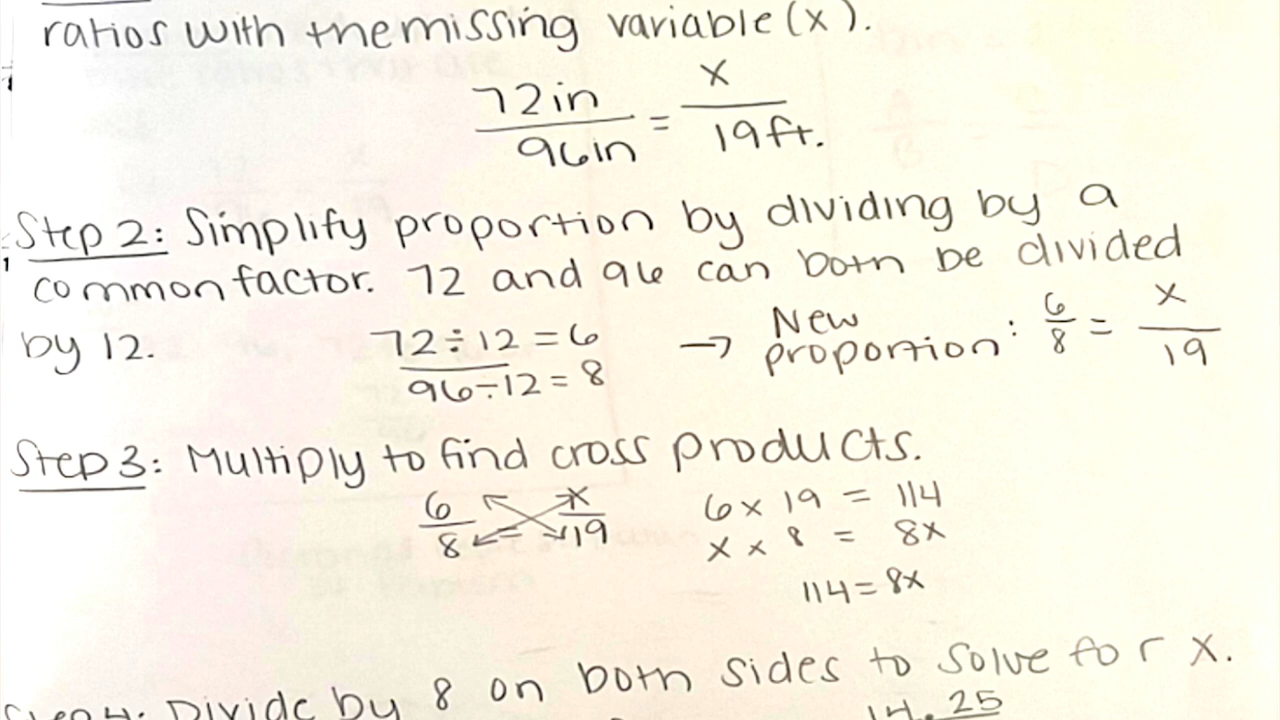 ratios with the missing variable (x).
72in / 96in = x / 19ft.
Step 2: Simplify proportion by dividing by a
common factor. 72 and 96 can both be divided
by 12.
72 ÷ 12 = 6
96 ÷ 12 = 8
→ New proportion: 6/8 = x/19
Step 3: Multiply to find cross products.
6/8 = x/19
6 x 19 = 114
x x 8 = 8x
114 = 8x
Step 4: Divide by 8 on both sides to solve for x.
14.25